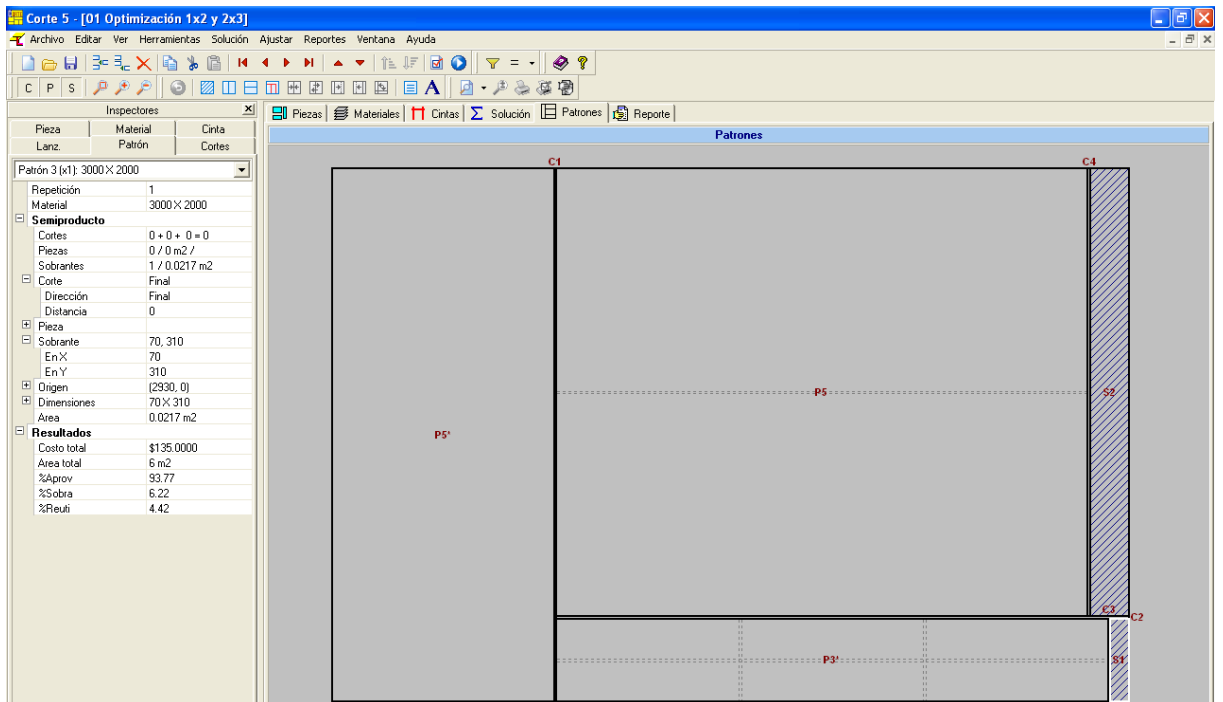 Corte 5 - [01 Optimización 1x2 y 2x3]
Archivo Editar Ver Herramientas Solución Ajustar Reportes Ventana Ayuda
C P S
A
Inspectores
Piezas Materiales Cintas Solución Patrones Reporte
Pieza Material Cinta
Lanz. Patrón Cortes
Patrones
Patrón 3 (x1): 3000 X 2000
Repetición 1
Material 3000 X 2000
Semiproducto
Cortes 0 + 0 + 0 = 0
Piezas 0 / 0 m2 /
Sobrantes 1 / 0.0217 m2
Corte Final
Dirección Final
Distancia 0
Pieza
Sobrante 70, 310
En X 70
En Y 310
Origen (2930, 0)
Dimensiones 70 X 310
Area 0.0217 m2
Resultados
Costo total $135.0000
Area total 6 m2
%Aprov 93.77
%Sobra 6.22
%Reuti 4.42
C1 C4
P5 S2
P5'
C3 C2
P3' S1